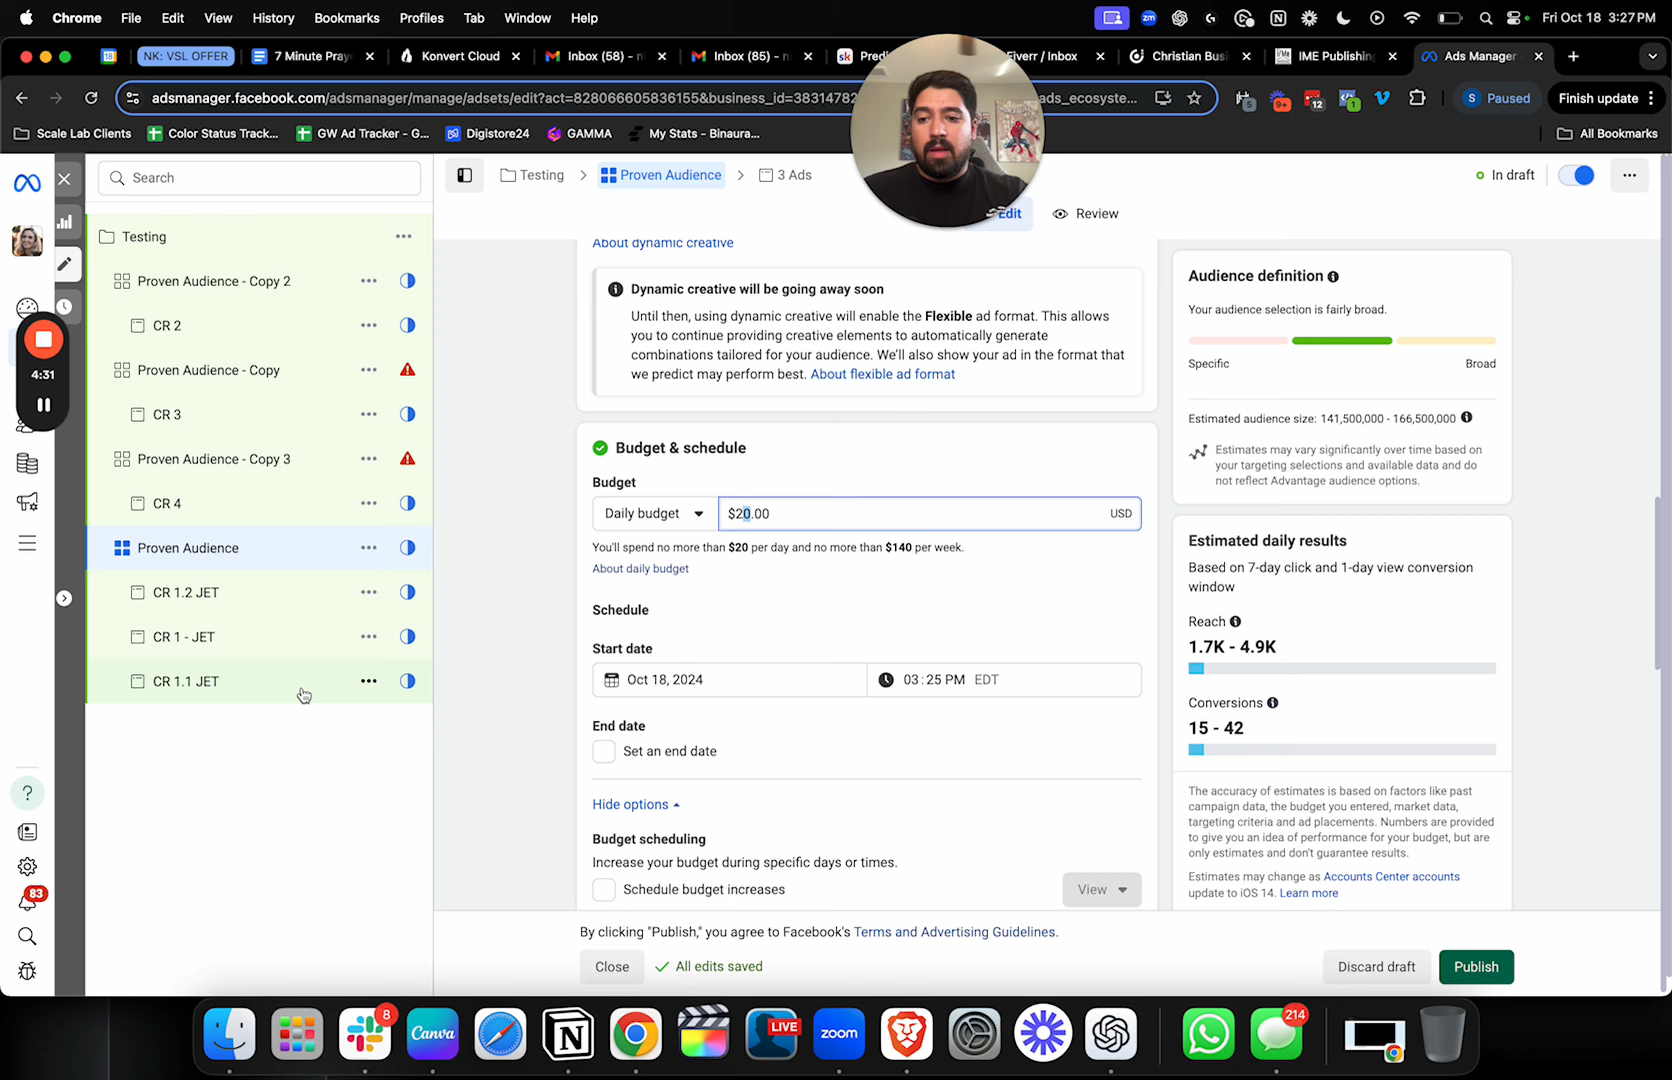 Chrome File Edit View History Bookmarks Profiles Tab Window Help
zm
Fri Oct 18 3:27 PM
18
NK: VSL OFFER
7 Minute Pray
Konvert Cloud
Inbox (58) - n
Inbox (85) - n
sk
Fiverr / Inbox
Christian Busi
IME Publishing
Ads Manager
adsmanager.facebook.com/adsmanager/manage/adsets/edit?act=828066605836155&business_id=3831478
ads_ecosyste...
5
9+
12
1
S
Paused
Finish update
Scale Lab Clients
Color Status Track...
GW Ad Tracker - G...
Digistore24
GAMMA
My Stats - Binaura...
All Bookmarks
Search
Testing
Proven Audience - Copy 2
CR 2
Proven Audience - Copy
CR 3
Proven Audience - Copy 3
CR 4
Proven Audience
CR 1.2 JET
CR 1 - JET
CR 1.1 JET
4:31
83
Testing
Proven Audience
3 Ads
In draft
Edit
Review
About dynamic creative
Dynamic creative will be going away soon
Until then, using dynamic creative will enable the Flexible ad format. This allows
you to continue providing creative elements to automatically generate
combinations tailored for your audience. We'll also show your ad in the format that
we predict may perform best. About flexible ad format
Budget & schedule
Budget
Daily budget
$20.00
USD
You'll spend no more than $20 per day and no more than $140 per week.
About daily budget
Schedule
Start date
Oct 18, 2024
03:25 PM EDT
End date
Set an end date
Hide options
Budget scheduling
Increase your budget during specific days or times.
Schedule budget increases
View
Audience definition
Your audience selection is fairly broad.
Specific
Broad
Estimated audience size: 141,500,000 - 166,500,000
Estimates may vary significantly over time based on
your targeting selections and available data and do
not reflect Advantage audience options.
Estimated daily results
Based on 7-day click and 1-day view conversion
window
Reach
1.7K - 4.9K
Conversions
15 - 42
The accuracy of estimates is based on factors like past
campaign data, the budget you entered, market data,
targeting criteria and ad placements. Numbers are provided
to give you an idea of performance for your budget, but are
only estimates and don't guarantee results.
Estimates may change as Accounts Center accounts
update to iOS 14. Learn more
By clicking "Publish," you agree to Facebook's Terms and Advertising Guidelines.
Close
All edits saved
Discard draft
Publish
8
Canva
LIVE
zoom
214